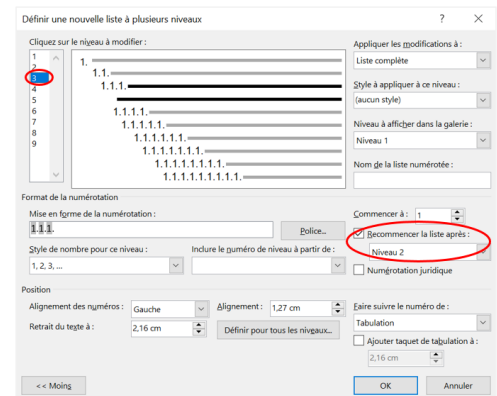 Définir une nouvelle liste à plusieurs niveaux ? ×
Cliquez sur le niveau à modifier :
Appliquer les modifications à :
1
2
3
4
5
6
7
8
9
1.
1.1.
1.1.1.
1.1.1.1.
1.1.1.1.1.
1.1.1.1.1.1.
1.1.1.1.1.1.1.
1.1.1.1.1.1.1.1.
1.1.1.1.1.1.1.1.1.
Liste complète
Style à appliquer à ce niveau :
(aucun style)
Niveau à afficher dans la galerie :
Niveau 1
Nom de la liste numérotée :
Format de la numérotation
Mise en forme de la numérotation :
1.1.1.
Police...
Commencer à : 1
Recommencer la liste après :
Niveau 2
Style de nombre pour ce niveau :
Inclure le numéro de niveau à partir de :
1, 2, 3, ...
Numérotation juridique
Position
Alignement des numéros : Gauche
Alignement : 1,27 cm
Faire suivre le numéro de :
Retrait du texte à : 2,16 cm
Définir pour tous les niveaux...
Tabulation
Ajouter taquet de tabulation à :
2,16 cm
<< Moins
OK
Annuler